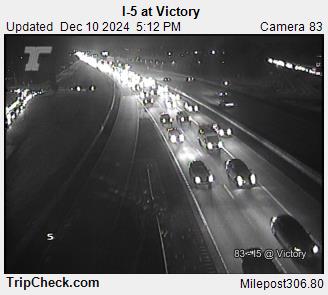 I-5 at Victory
Updated Dec 10 2024 5:12 PM
Camera 83
T
S
83 - I5 @ Victory
TripCheck.com
Milepost306.80